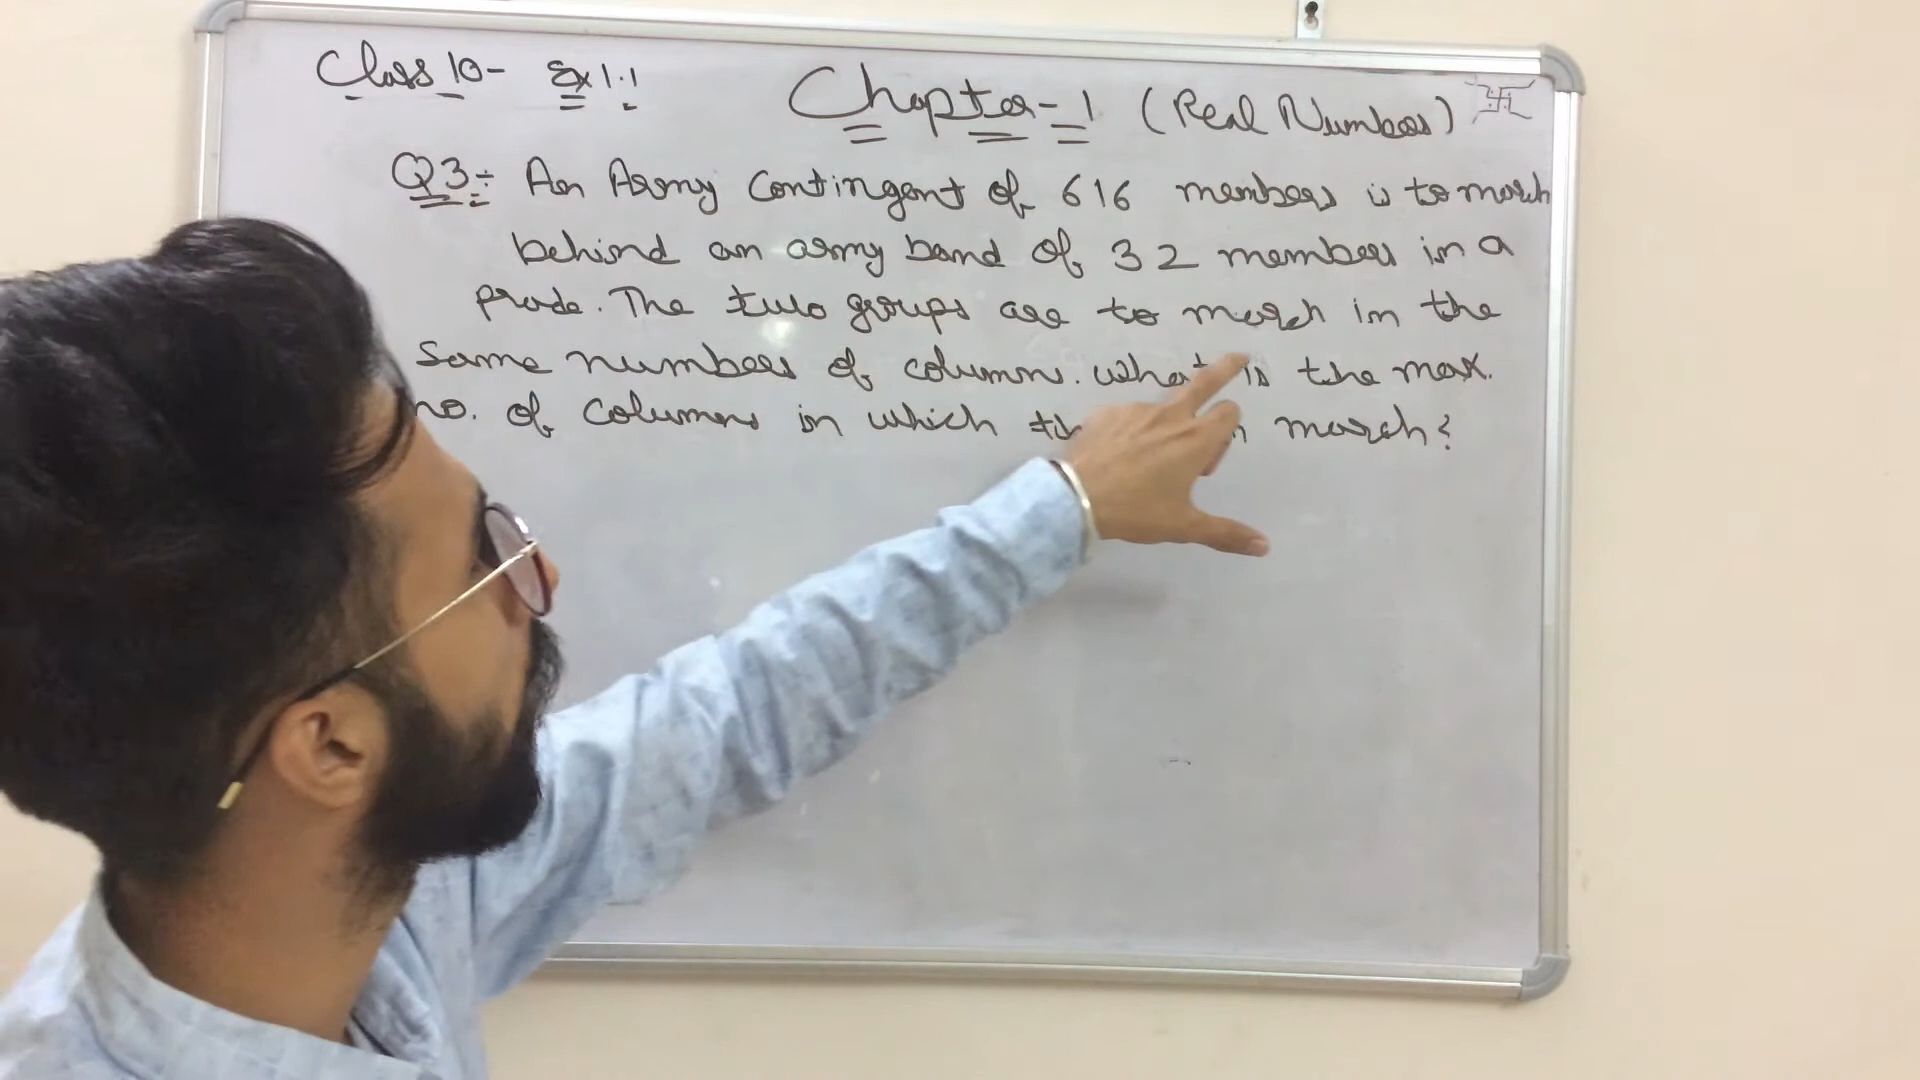 Class 10- Ex 1.1
Chapter-1 (Real Numbers)
Q3:- An Army Contingent of 616 members is to march
behind an army band of 32 members in a
prade. The two groups are to march in the
same numbers of column. What is the max.
no. of columns in which march?